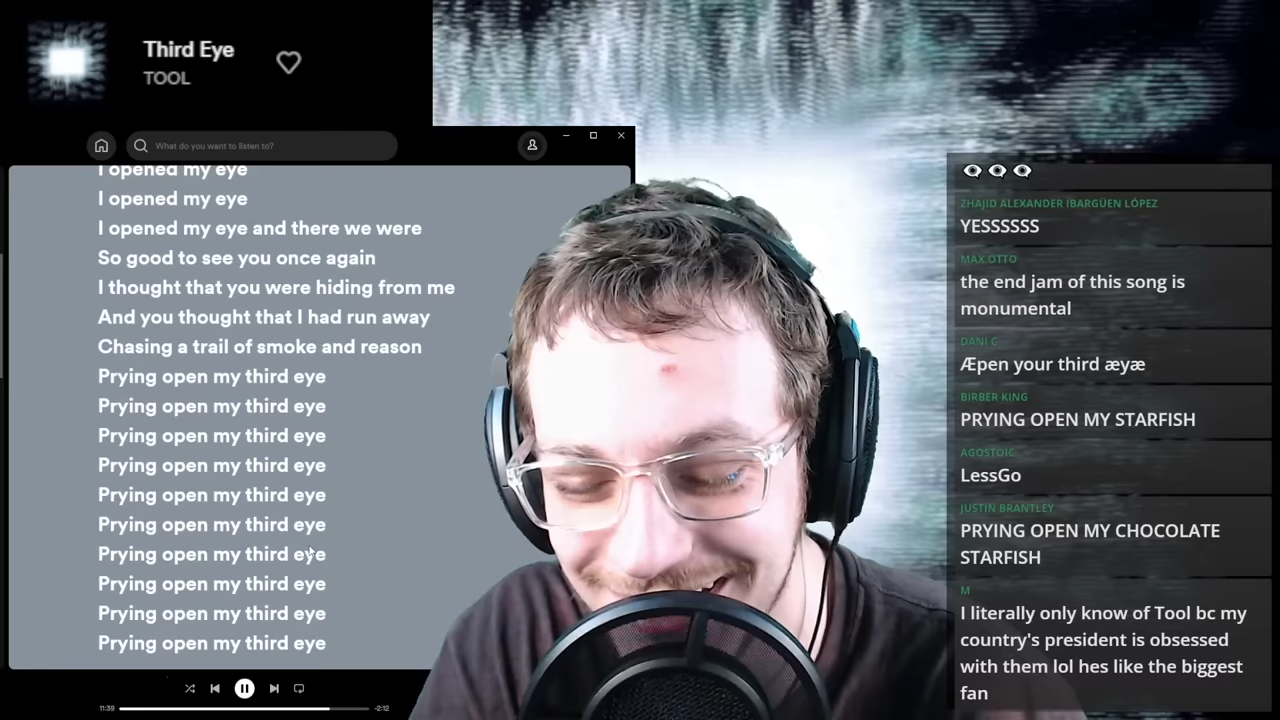 Third Eye
TOOL
What do you want to listen to?
I opened my eye
I opened my eye
I opened my eye and there we were
So good to see you once again
I thought that you were hiding from me
And you thought that I had run away
Chasing a trail of smoke and reason
Prying open my third eye
Prying open my third eye
Prying open my third eye
Prying open my third eye
Prying open my third eye
Prying open my third eye
Prying open my third eye
Prying open my third eye
Prying open my third eye
Prying open my third eye
11:39
-2:12
ZHAJID ALEXANDER IBARGÜEN LÓPEZ
YESSSSSS
MAX OTTO
the end jam of this song is
monumental
DANI C
Æpen your third æyæ
BIRBER KING
PRYING OPEN MY STARFISH
AGOSTOIC
LessGo
JUSTIN BRANTLEY
PRYING OPEN MY CHOCOLATE
STARFISH
M
I literally only know of Tool bc my
country's president is obsessed
with them lol hes like the biggest
fan